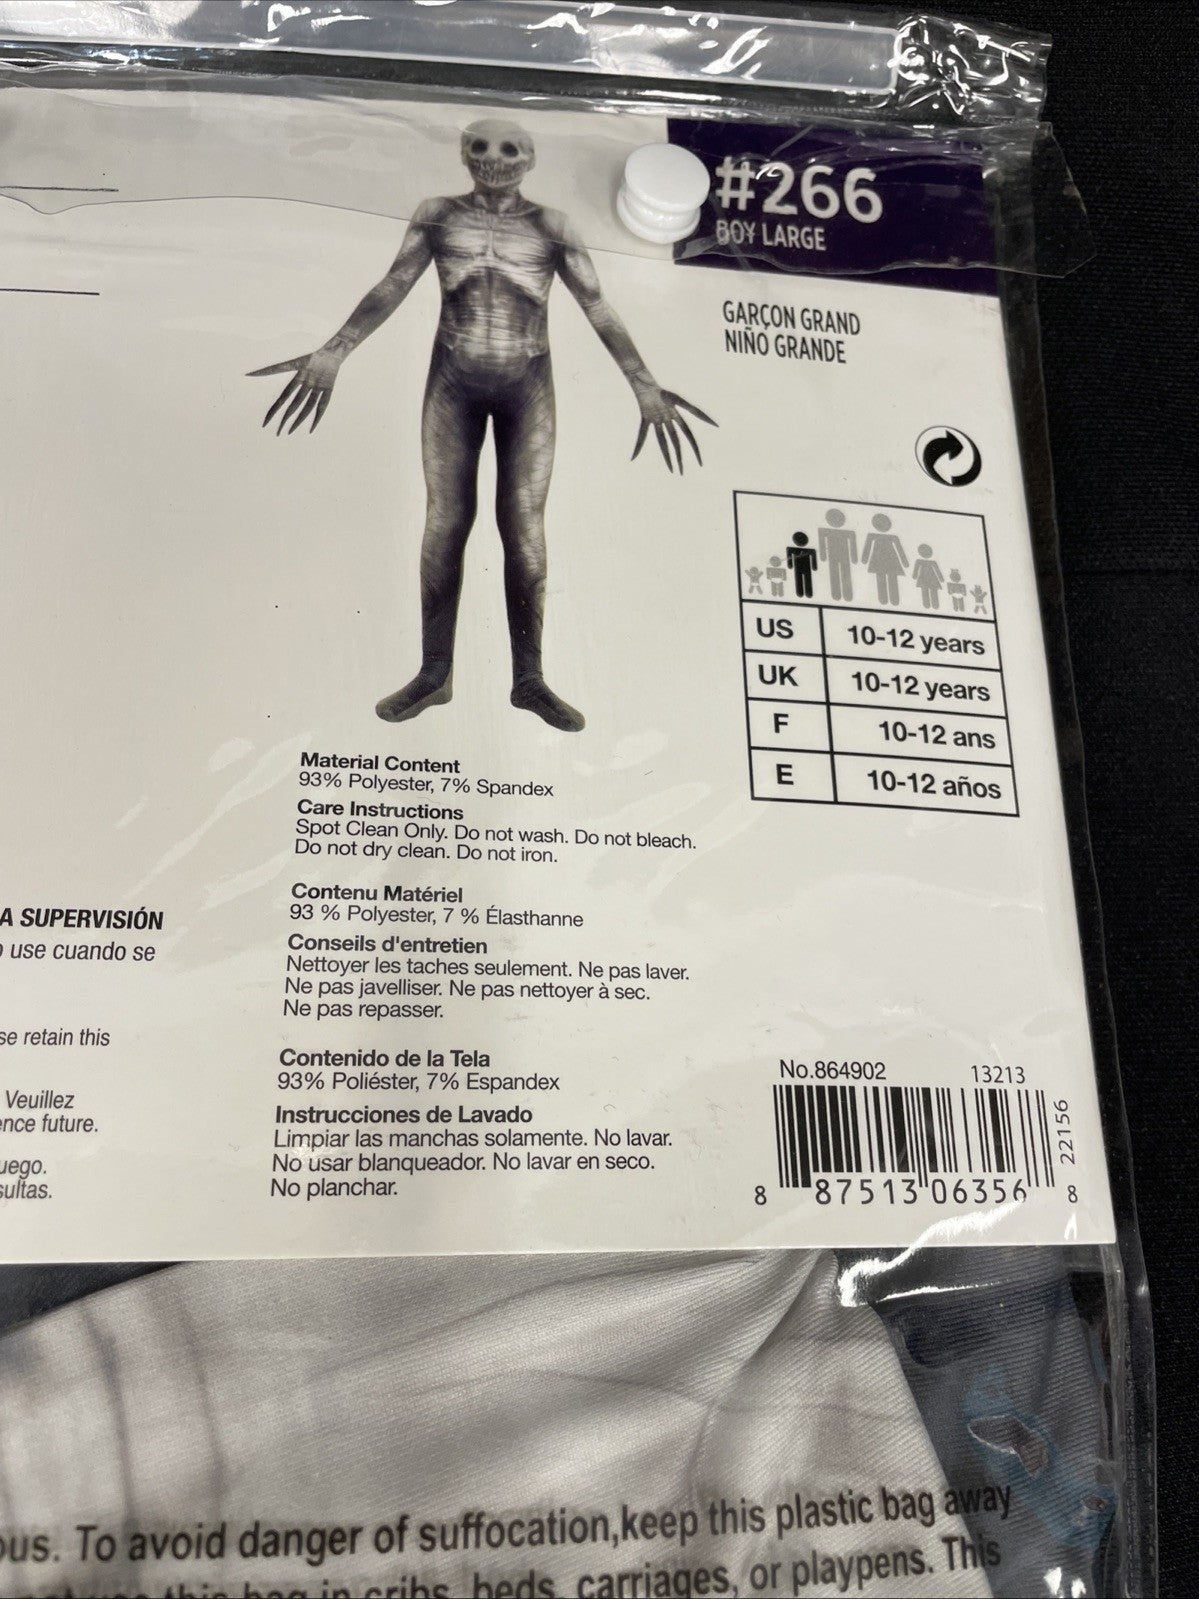 #266
BOY LARGE
GARÇON GRAND
NIÑO GRANDE
US 10-12 years
UK 10-12 years
F 10-12 ans
E 10-12 años
Material Content
93% Polyester, 7% Spandex
Care Instructions
Spot Clean Only. Do not wash. Do not bleach.
Do not dry clean. Do not iron.
Contenu Matériel
93 % Polyester, 7 % Élasthanne
Conseils d'entretien
Nettoyer les taches seulement. Ne pas laver.
Ne pas javelliser. Ne pas nettoyer à sec.
Ne pas repasser.
Contenido de la Tela
93% Poliéster, 7% Espandex
Instrucciones de Lavado
Limpiar las manchas solamente. No lavar.
No usar blanqueador. No lavar en seco.
No planchar.
A SUPERVISIÓN
use cuando se
se retain this
Veuillez
ence future.
uego.
sultas.
No.864902 13213
22156
8 87513 06356 8
ous. To avoid danger of suffocation,keep this plastic bag away
this bag in cribs, beds, carriages, or playpens. This